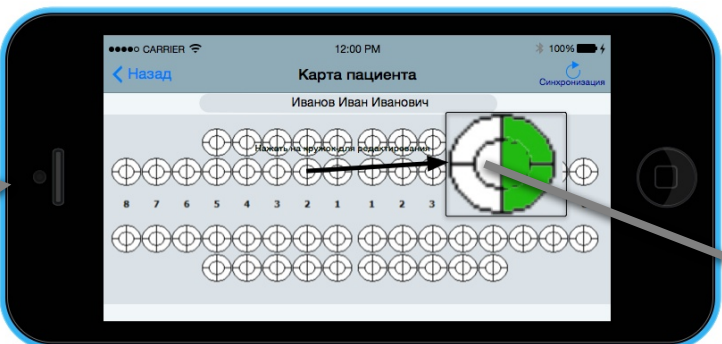 CARRIER 12:00 PM 100%
Назад Карта пациента Синхронизация
Иванов Иван Иванович
Нажать на кружок для редактирования
8 7 6 5 4 3 2 1 1 2 3